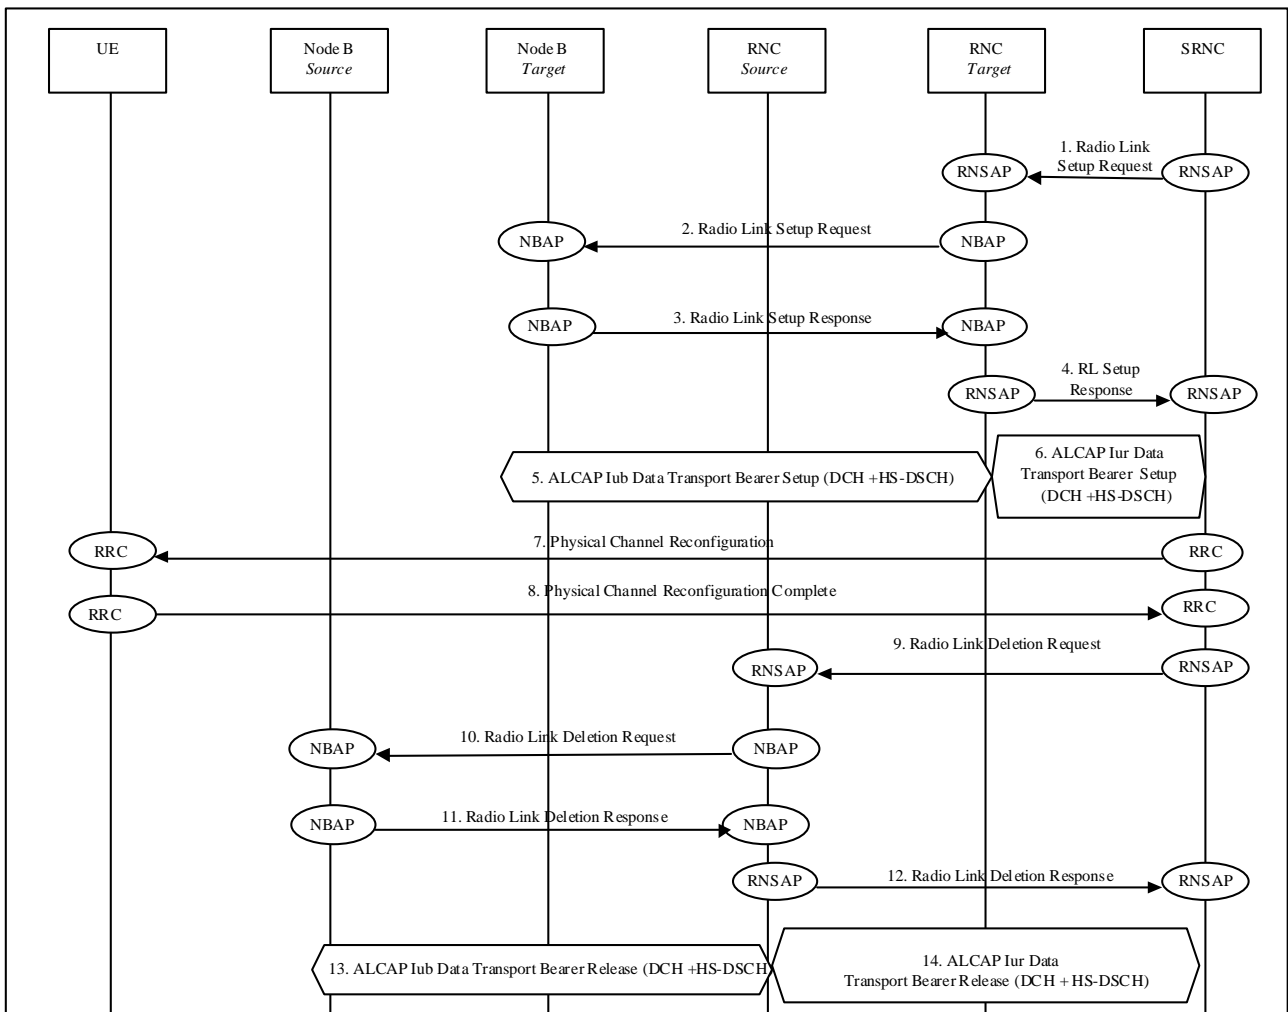 UE
Node B
Source
Node B
Target
RNC
Source
RNC
Target
SRNC
1. Radio Link
Setup Request
RNSAP
RNSAP
2. Radio Link Setup Request
NBAP
NBAP
3. Radio Link Setup Response
NBAP
NBAP
4. RL Setup
Response
RNSAP
RNSAP
5. ALCAP Iub Data Transport Bearer Setup (DCH +HS-DSCH)
6. ALCAP Iur Data
Transport Bearer Setup
(DCH +HS-DSCH)
7. Physical Channel Reconfiguration
RRC
RRC
8. Physical Channel Reconfiguration Complete
RRC
RRC
9. Radio Link Deletion Request
RNSAP
RNSAP
10. Radio Link Deletion Request
NBAP
NBAP
11. Radio Link Deletion Response
NBAP
NBAP
12. Radio Link Deletion Response
RNSAP
RNSAP
13. ALCAP Iub Data Transport Bearer Release (DCH +HS-DSCH)
14. ALCAP Iur Data
Transport Bearer Release (DCH + HS-DSCH)